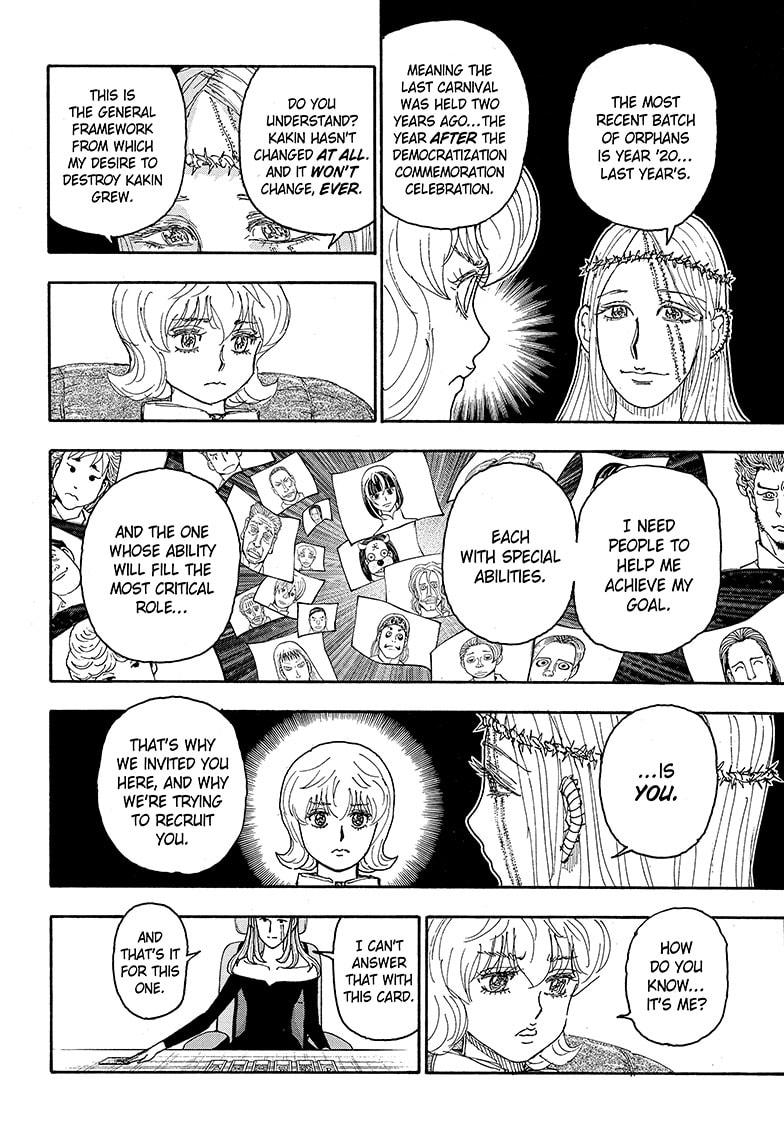 THE MOST
RECENT BATCH
OF ORPHANS
IS YEAR '20...
LAST YEAR'S.
MEANING THE
LAST CARNIVAL
WAS HELD TWO
YEARS AGO...THE
YEAR AFTER THE
DEMOCRATIZATION
COMMEMORATION
CELEBRATION.
DO YOU
UNDERSTAND?
KAKIN HASN'T
CHANGED AT ALL.
AND IT WON'T
CHANGE, EVER.
THIS IS
THE GENERAL
FRAMEWORK
FROM WHICH
MY DESIRE TO
DESTROY KAKIN
GREW.
I NEED
PEOPLE TO
HELP ME
ACHIEVE MY
GOAL.
EACH
WITH SPECIAL
ABILITIES.
AND THE ONE
WHOSE ABILITY
WILL FILL THE
MOST CRITICAL
ROLE...
...IS
YOU.
THAT'S WHY
WE INVITED YOU
HERE, AND WHY
WE'RE TRYING
TO RECRUIT
YOU.
HOW
DO YOU
KNOW...
IT'S ME?
I CAN'T
ANSWER
THAT WITH
THIS CARD.
AND
THAT'S IT
FOR THIS
ONE.